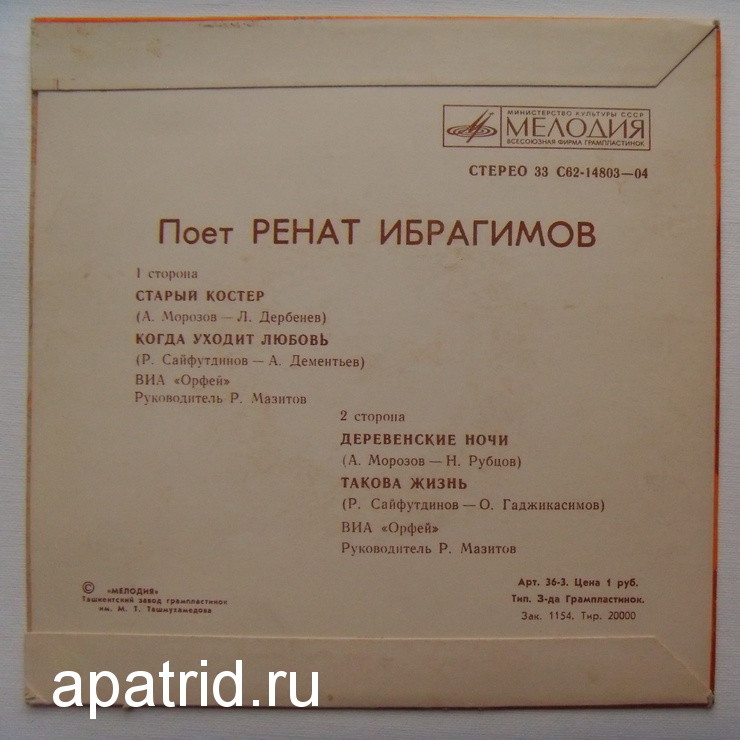 МИНИСТЕРСТВО КУЛЬТУРЫ СССР
МЕЛОДИЯ
ВСЕСОЮЗНАЯ ФИРМА ГРАМПЛАСТИНОК
СТЕРЕО 33 С62-14803—04
Поет РЕНАТ ИБРАГИМОВ
1 сторона
СТАРЫЙ КОСТЕР
(А. Морозов — Л. Дербенев)
КОГДА УХОДИТ ЛЮБОВЬ
(Р. Сайфутдинов — А. Дементьев)
ВИА «Орфей»
Руководитель Р. Мазитов
2 сторона
ДЕРЕВЕНСКИЕ НОЧИ
(А. Морозов — Н. Рубцов)
ТАКОВА ЖИЗНЬ
(Р. Сайфутдинов — О. Гаджикасимов)
ВИА «Орфей»
Руководитель Р. Мазитов
© «МЕЛОДИЯ»
Ташкентский завод грампластинок
им. М. Т. Ташмухамедова
Арт. 36-3. Цена 1 руб.
Тип. З-да Грампластинок.
Зак. 1154. Тир. 20000
apatrid.ru